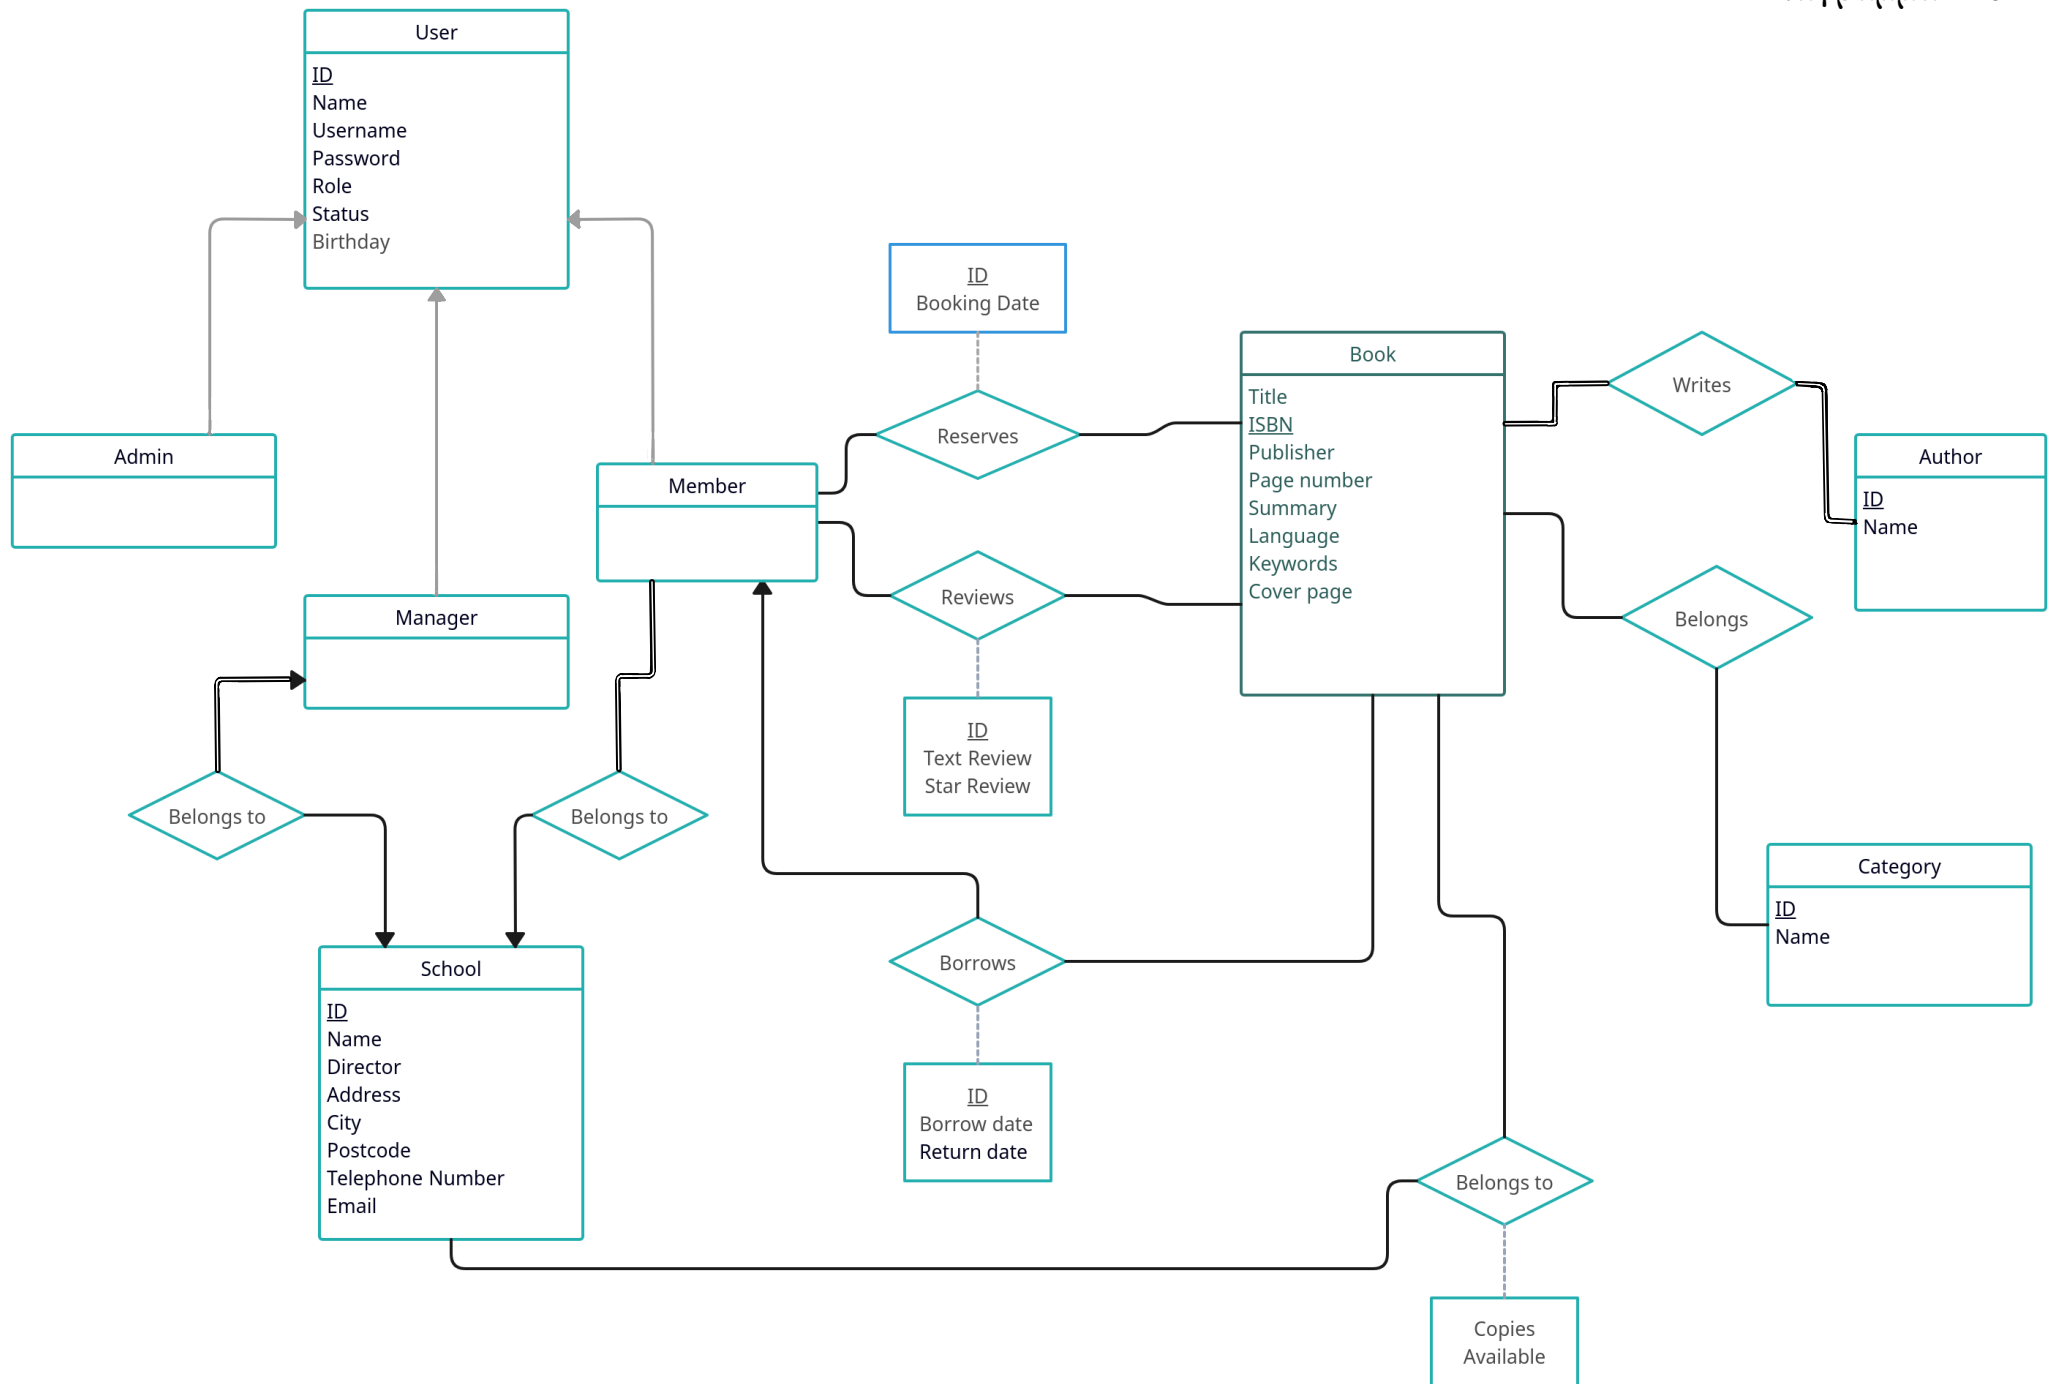 User
ID
Name
Username
Password
Role
Status
Birthday
Admin
Manager
Member
ID
Booking Date
Reserves
Reviews
ID
Text Review
Star Review
Book
Title
ISBN
Publisher
Page number
Summary
Language
Keywords
Cover page
Writes
Author
ID
Name
Belongs
Category
ID
Name
Belongs to
Belongs to
School
ID
Name
Director
Address
City
Postcode
Telephone Number
Email
Borrows
ID
Borrow date
Return date
Belongs to
Copies
Available